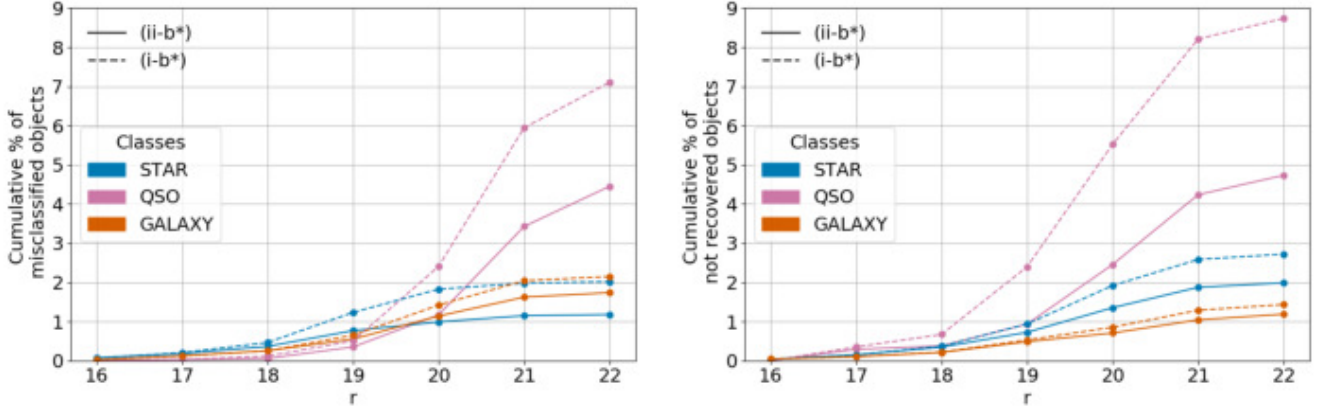 9
8
7
6
5
4
3
2
1
0
Cumulative % of
misclassified objects
(ii-b*)
(i-b*)
Classes
STAR
QSO
GALAXY
16 17 18 19 20 21 22
r
9
8
7
6
5
4
3
2
1
0
Cumulative % of
not recovered objects
(ii-b*)
(i-b*)
Classes
STAR
QSO
GALAXY
16 17 18 19 20 21 22
r